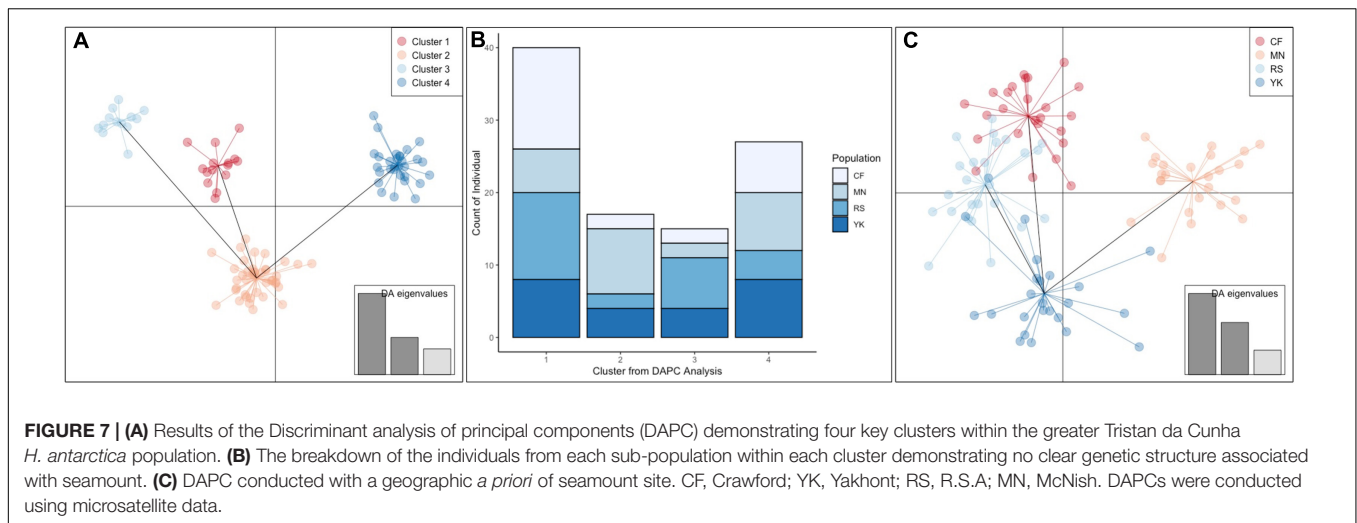 A
Cluster 1
Cluster 2
Cluster 3
Cluster 4
DA eigenvalues
B
40
30
20
10
0
Count of Individual
1
2
3
4
Cluster from DAPC Analysis
Population
CF
MN
RS
YK
C
CF
MN
RS
YK
DA eigenvalues
FIGURE 7 | (A) Results of the Discriminant analysis of principal components (DAPC) demonstrating four key clusters within the greater Tristan da Cunha
H. antarctica population. (B) The breakdown of the individuals from each sub-population within each cluster demonstrating no clear genetic structure associated
with seamount. (C) DAPC conducted with a geographic a priori of seamount site. CF, Crawford; YK, Yakhont; RS, R.S.A; MN, McNish. DAPCs were conducted
using microsatellite data.